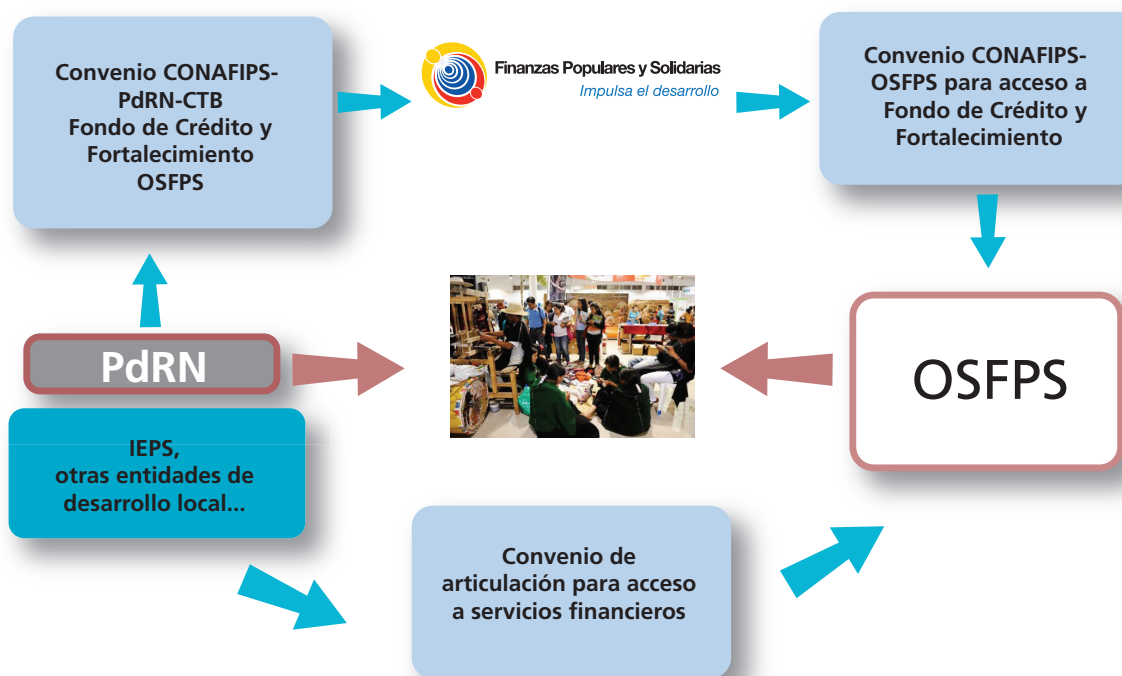 Convenio CONAFIPS-
PdRN-CTB
Fondo de Crédito y
Fortalecimiento
OSFPS
Finanzas Populares y Solidarias
Impulsa el desarrollo
Convenio CONAFIPS-
OSFPS para acceso a
Fondo de Crédito y
Fortalecimiento
PdRN
IEPS,
otras entidades de
desarrollo local...
OSFPS
Convenio de
articulación para acceso
a servicios financieros